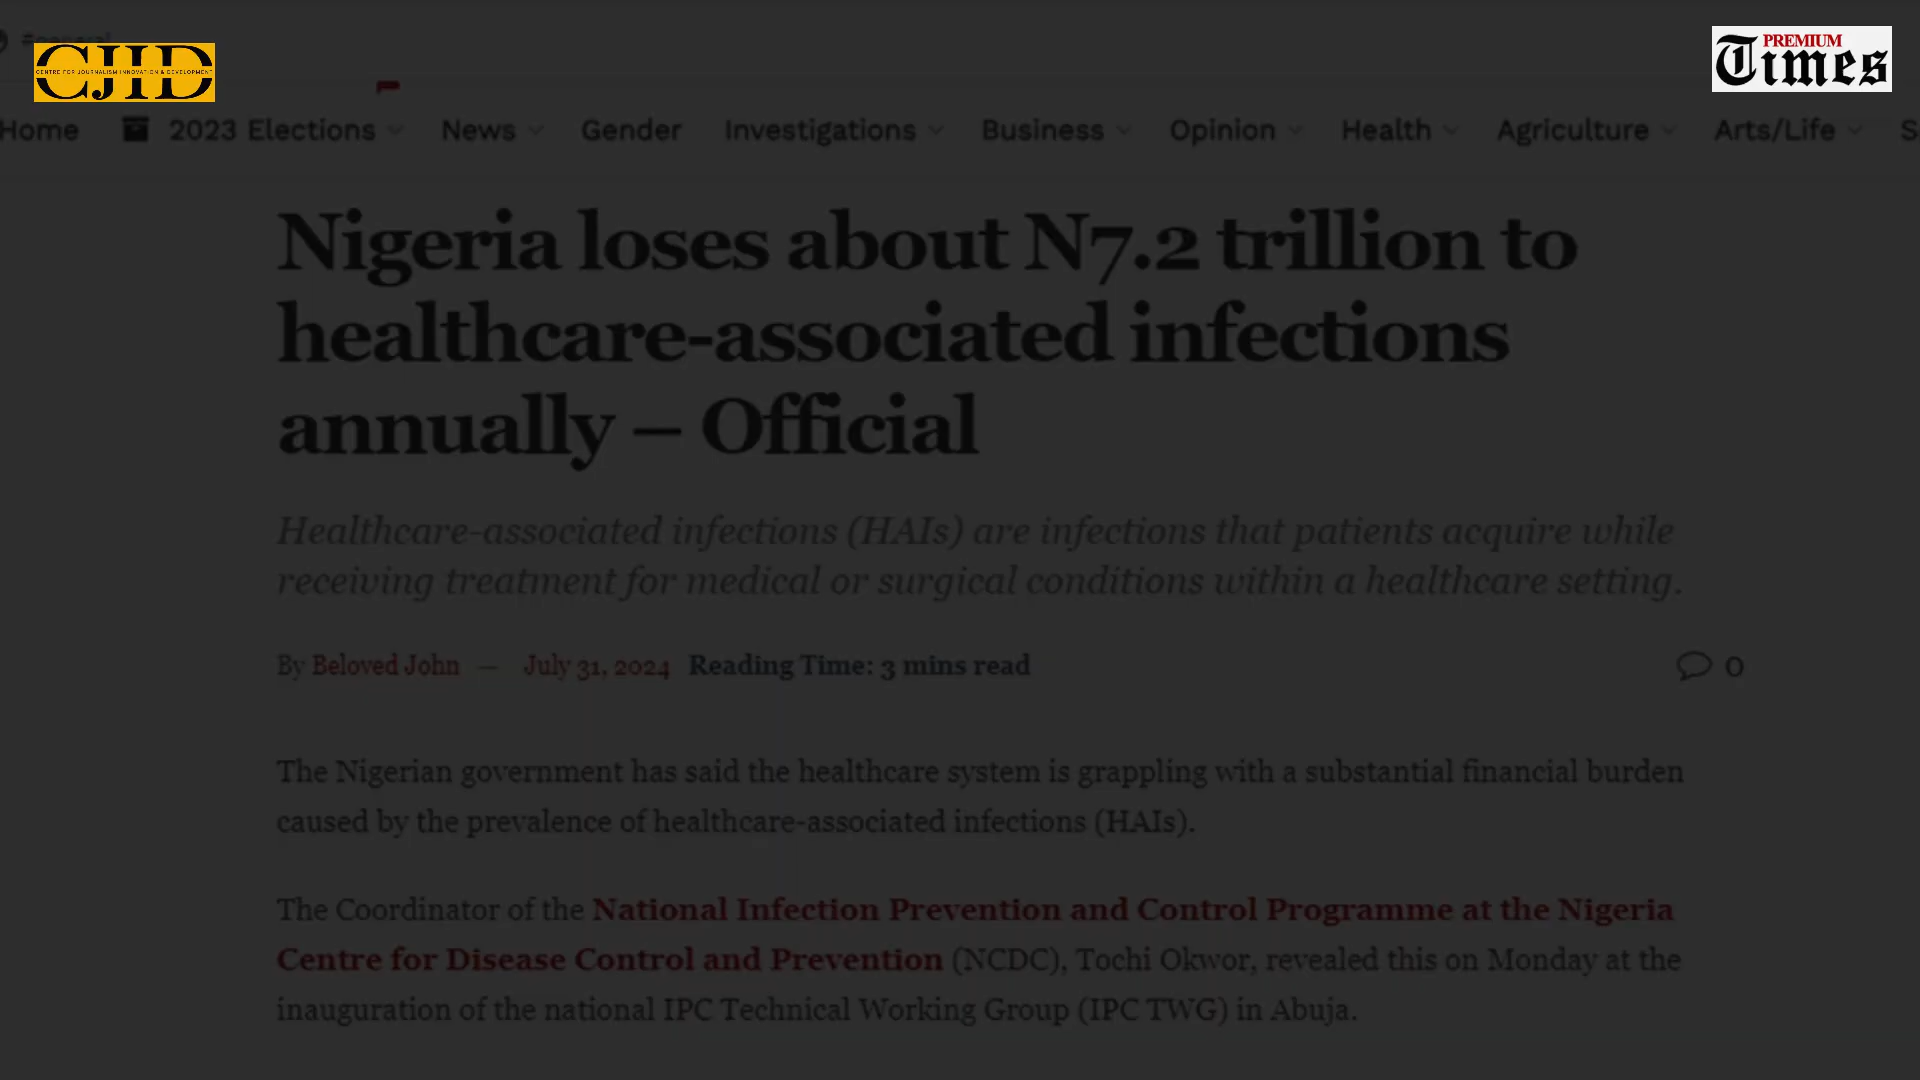 #general
CJID
CENTRE FOR JOURNALISM INNOVATION & DEVELOPMENT
PREMIUM
Times
Home 2023 Elections News Gender Investigations Business Opinion Health Agriculture Arts/Life S
Nigeria loses about N7.2 trillion to
healthcare-associated infections
annually – Official
Healthcare-associated infections (HAIs) are infections that patients acquire while
receiving treatment for medical or surgical conditions within a healthcare setting.
By Beloved John — July 31, 2024 Reading Time: 3 mins read 0
The Nigerian government has said the healthcare system is grappling with a substantial financial burden
caused by the prevalence of healthcare-associated infections (HAIs).
The Coordinator of the National Infection Prevention and Control Programme at the Nigeria
Centre for Disease Control and Prevention (NCDC), Tochi Okwor, revealed this on Monday at the
inauguration of the national IPC Technical Working Group (IPC TWG) in Abuja.